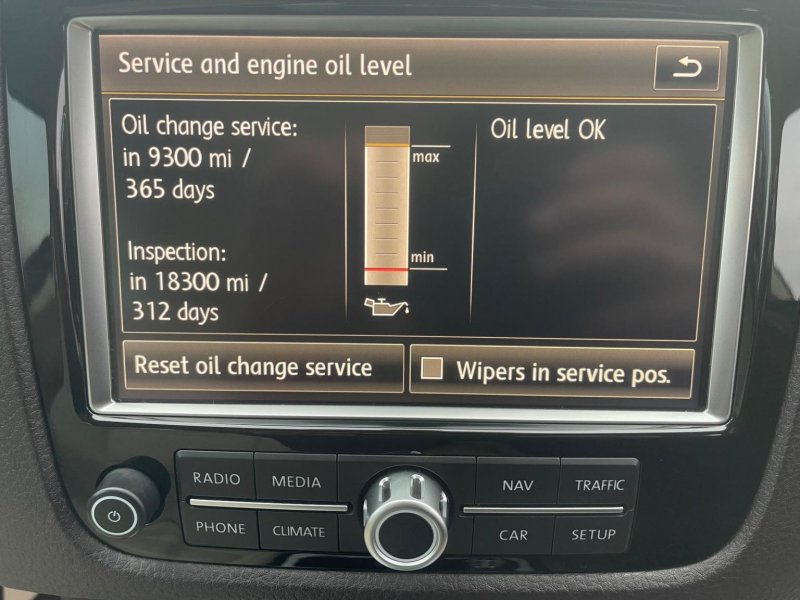 Service and engine oil level
Oil change service:
in 9300 mi /
365 days
Inspection:
in 18300 mi /
312 days
max
min
Oil level OK
Reset oil change service
Wipers in service pos.
RADIO
MEDIA
NAV
TRAFFIC
PHONE
CLIMATE
CAR
SETUP